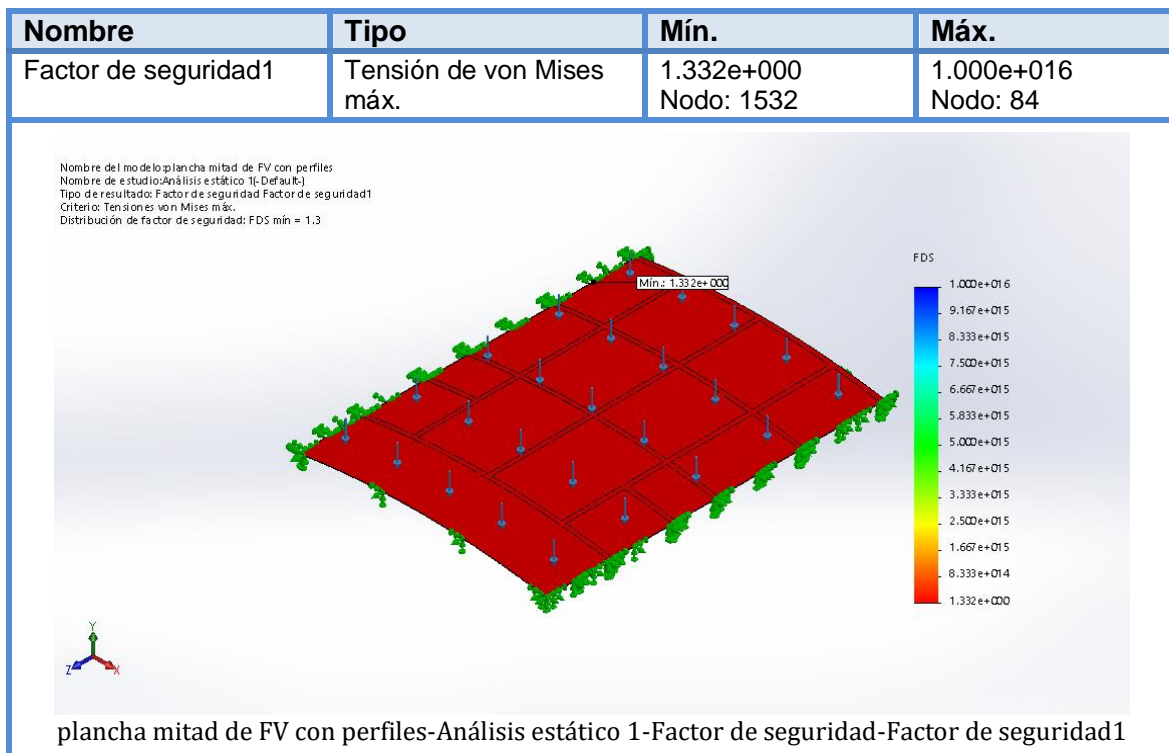 Nombre Tipo Mín. Máx.
Factor de seguridad1 Tensión de von Mises 1.332e+000 1.000e+016
máx. Nodo: 1532 Nodo: 84
Nombre del modelo:plancha mitad de FV con perfiles
Nombre de estudio:Análisis estático 1(-Default-)
Tipo de resultado: Factor de seguridad Factor de seguridad1
Criterio: Tensiones von Mises máx.
Distribución de factor de seguridad: FDS mín = 1.3
FDS
Mín.: 1.332e+000
1.000e+016
9.167e+015
8.333e+015
7.500e+015
6.667e+015
5.833e+015
5.000e+015
4.167e+015
3.333e+015
2.500e+015
1.667e+015
8.333e+014
1.332e+000
Y
Z X
plancha mitad de FV con perfiles-Análisis estático 1-Factor de seguridad-Factor de seguridad1